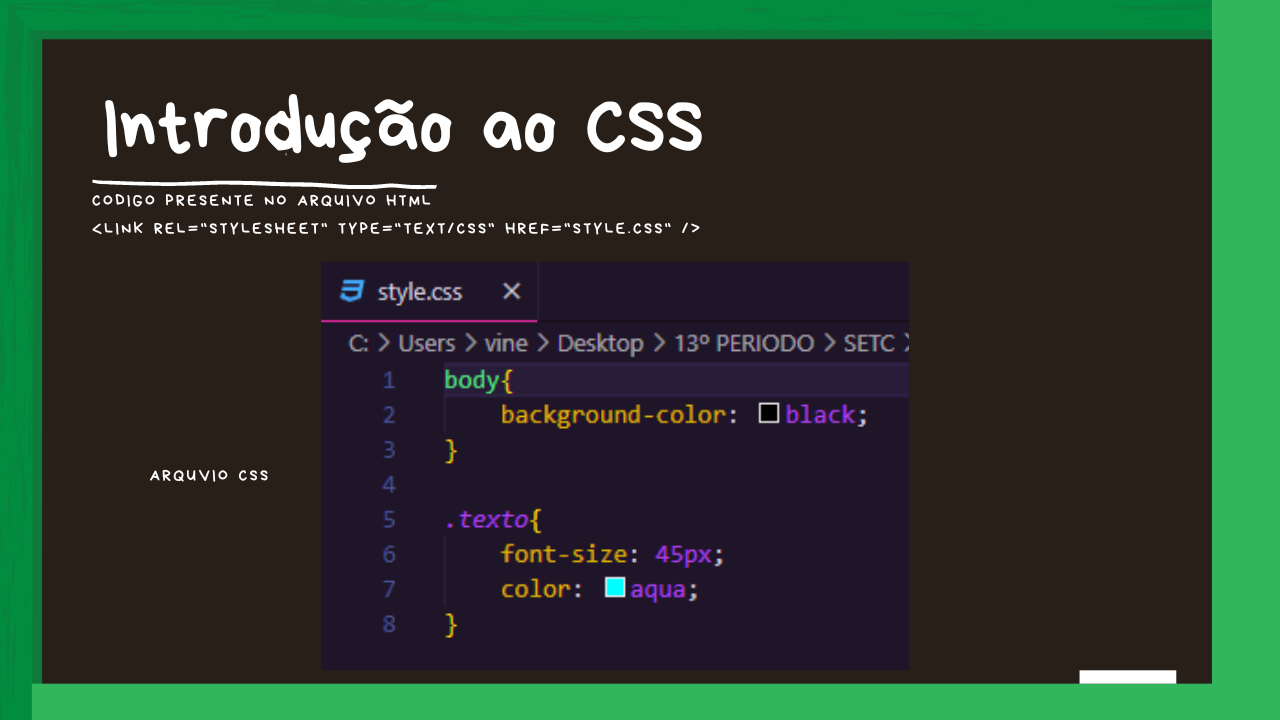 Introdução ao CSS
CODIGO PRESENTE NO ARQUIVO HTML
<LINK REL="STYLESHEET" TYPE="TEXT/CSS" HREF="STYLE.CSS" />
style.css
C: > Users > vine > Desktop > 13º PERIODO > SETC >
1 body{
2 background-color: black;
3 }
4
5 .texto{
6 font-size: 45px;
7 color: aqua;
8 }
ARQUVIO CSS